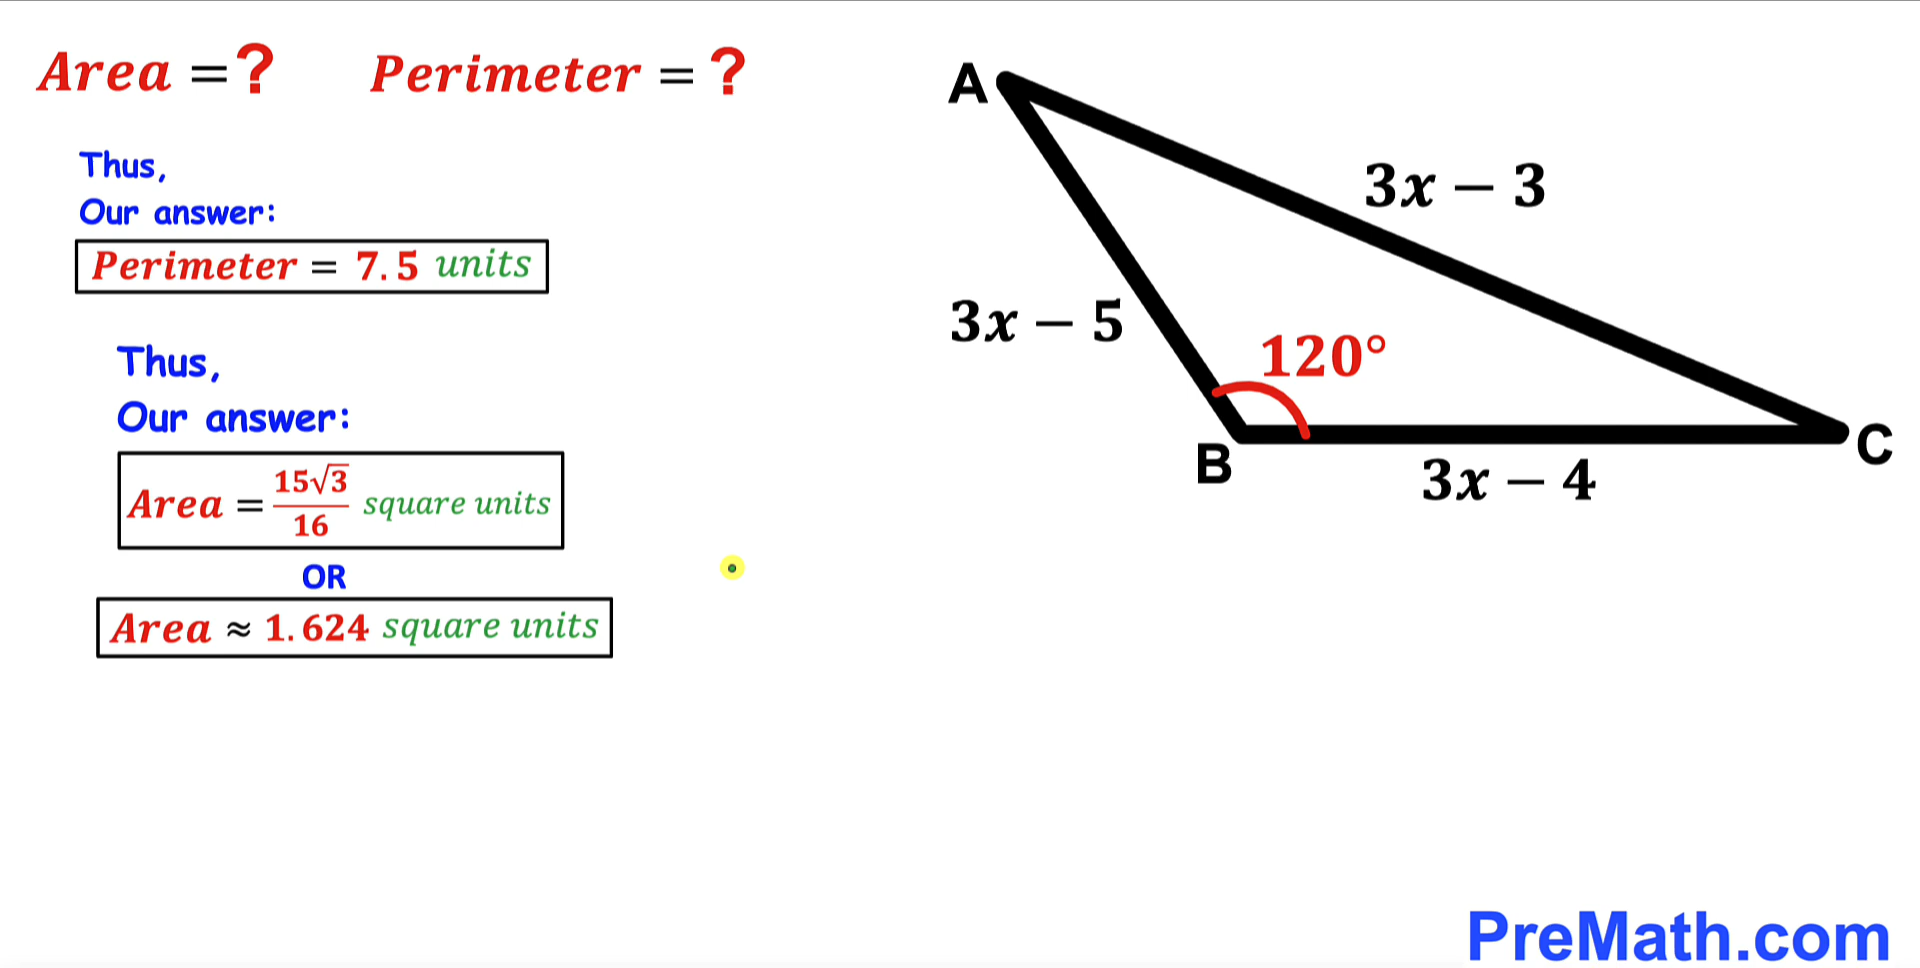 Area =? Perimeter = ?
Thus,
Our answer:
Perimeter = 7.5 units
Thus,
Our answer:
Area = 15√3/16 square units
OR
Area ≈ 1.624 square units
A
3x − 3
3x − 5
120°
B
C
3x − 4
PreMath.com